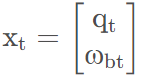 x_t = [q_t
ω_bt]